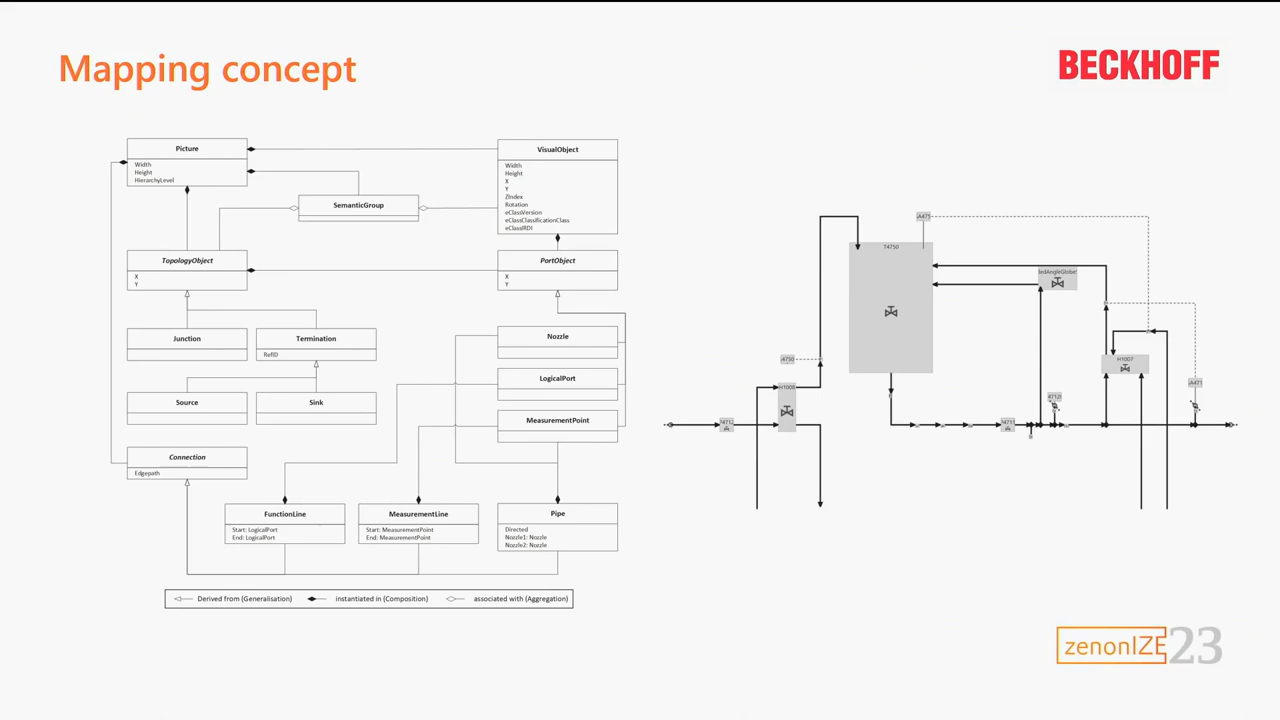 Mapping concept
BECKHOFF
Picture
Width
Height
HierarchyLevel
VisualObject
Width
Height
X
Y
ZIndex
Rotation
eClassVersion
eClassClassificationClass
eClassIRDI
SemanticGroup
TopologyObject
X
Y
PortObject
X
Y
Junction
Termination
RefID
Source
Sink
Nozzle
LogicalPort
MeasurementPoint
Connection
Edgepath
FunctionLine
Start: LogicalPort
End: LogicalPort
MeasurementLine
Start: MeasurementPoint
End: MeasurementPoint
Pipe
Directed
Nozzle1: Nozzle
Nozzle2: Nozzle
Derived from (Generalisation)
instantiated in (Composition)
associated with (Aggregation)
T4750
H1007
zenonIZE23